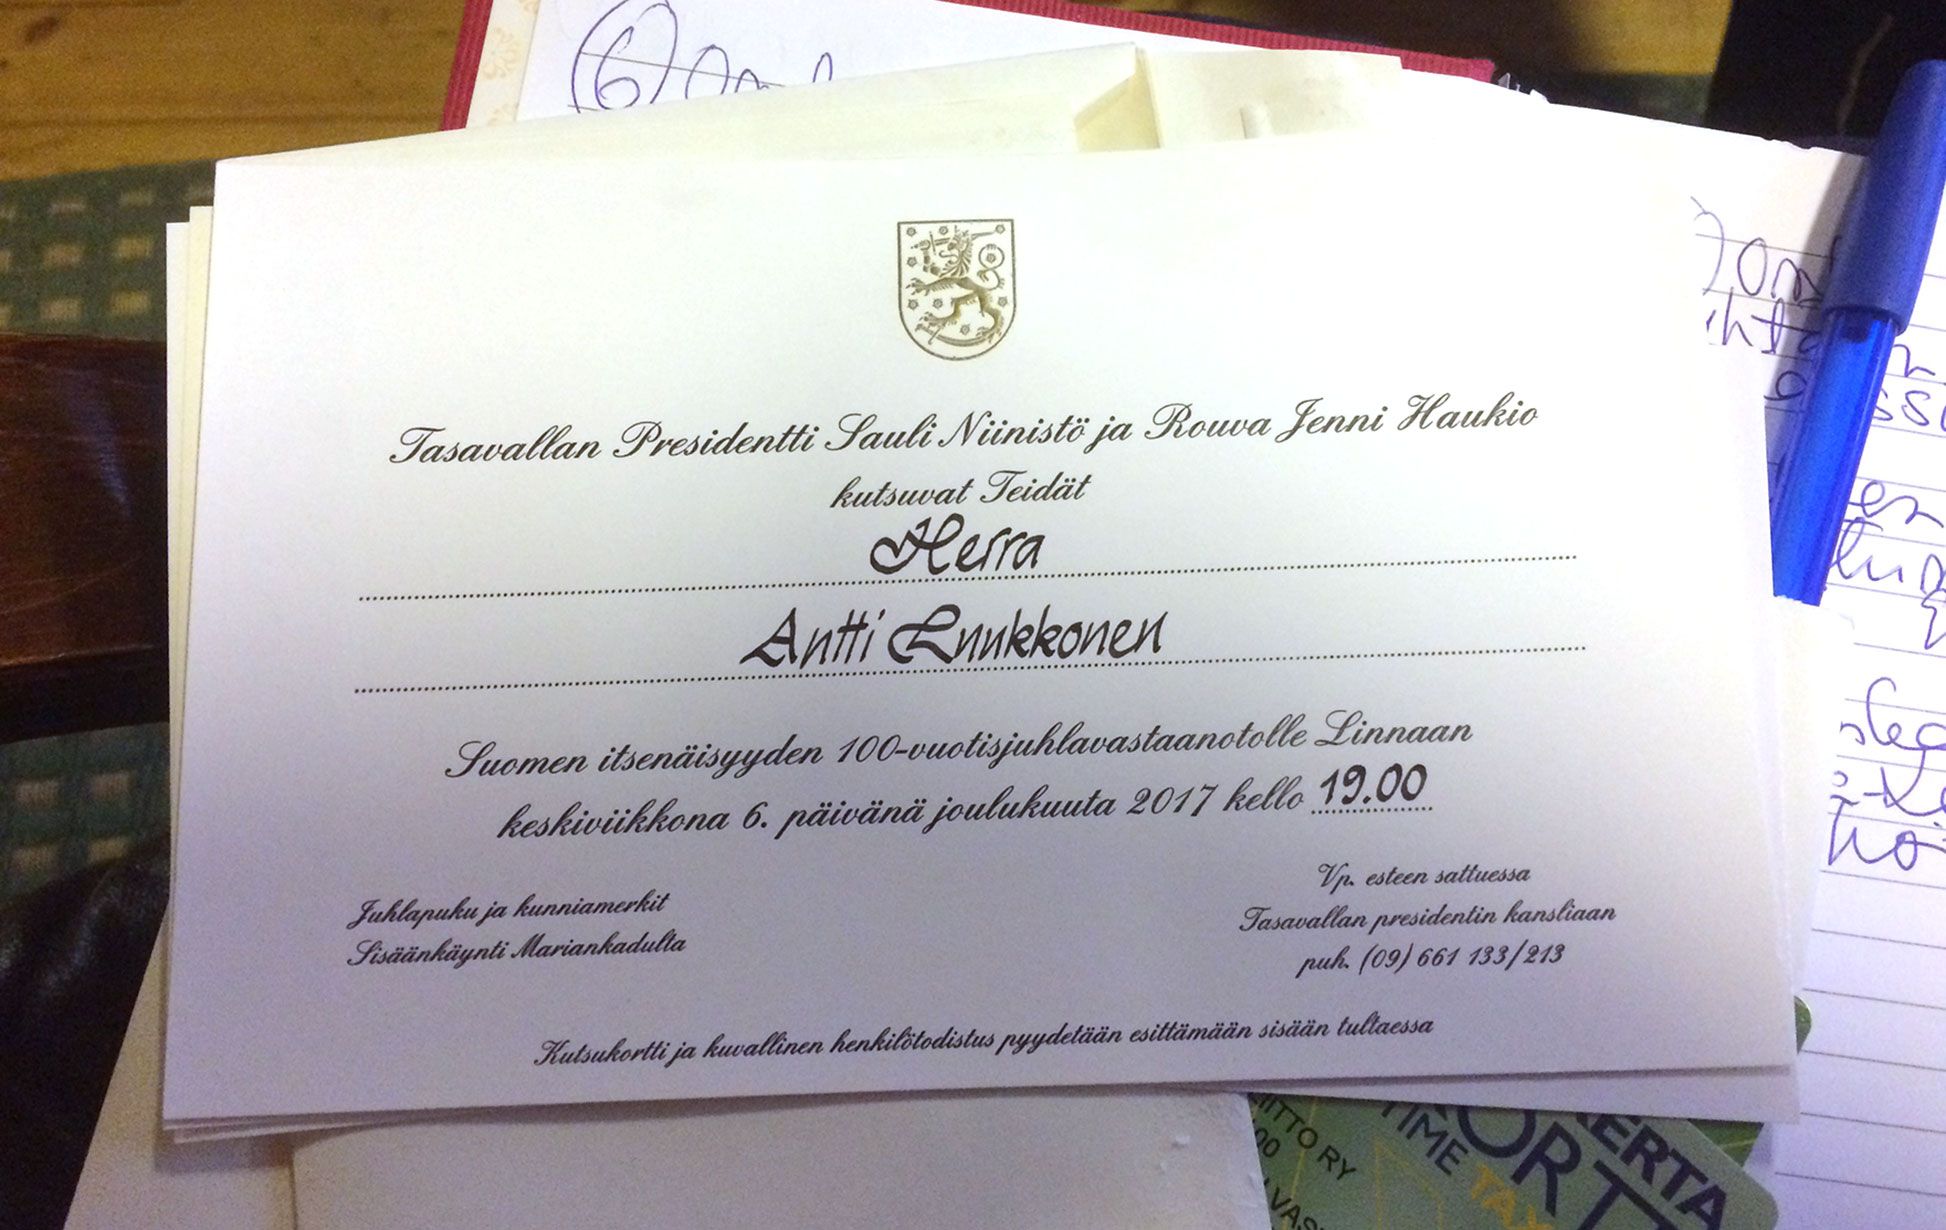 Tasavallan Presidentti Sauli Niinistö ja Rouva Jenni Haukio
kutsuvat Teidät
Herra
Antti Luukkonen
Suomen itsenäisyyden 100-vuotisjuhlavastaanotolle Linnaan
keskiviikkona 6. päivänä joulukuuta 2017 kello 19.00
Juhlapuku ja kunniamerkit
Sisäänkäynti Mariankadulta
Vp. esteen sattuessa
Tasavallan presidentin kansliaan
puh. (09) 661 133/213
Kutsukortti ja kuvallinen henkilötodistus pyydetään esittämään sisään tultaessa
RY
TIME